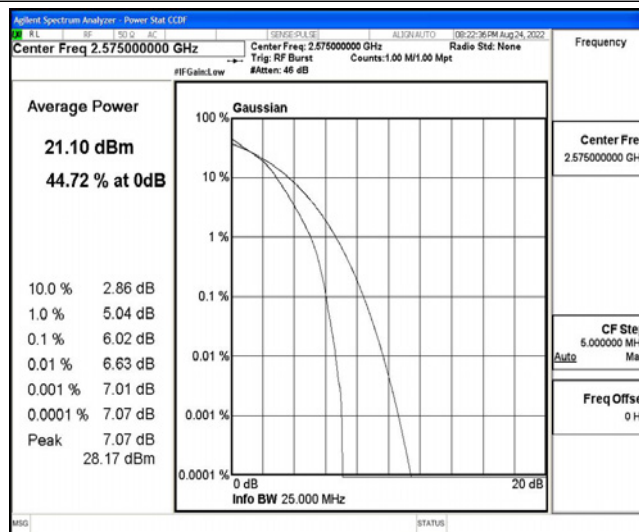 Agilent Spectrum Analyzer - Power Stat CCDF
RL RF 50 Ω AC SENSE:PULSE ALIGNAUTO 08:22:36 PM Aug 24, 2022
Center Freq 2.575000000 GHz
Center Freq: 2.575000000 GHz Radio Std: None
Trig: RF Burst Counts:1.00 M/1.00 Mpt
#IFGain:Low #Atten: 46 dB
Frequency
Average Power
21.10 dBm
44.72 % at 0dB
10.0 % 2.86 dB
1.0 % 5.04 dB
0.1 % 6.02 dB
0.01 % 6.63 dB
0.001 % 7.01 dB
0.0001 % 7.07 dB
Peak 7.07 dB
28.17 dBm
Gaussian
100 %
10 %
1 %
0.1 %
0.01 %
0.001 %
0.0001 %
0 dB 20 dB
Info BW 25.000 MHz
Center Fre
2.575000000 GH
CF Ste
5.000000 MH
Auto Ma
Freq Offse
0 H
MSG STATUS